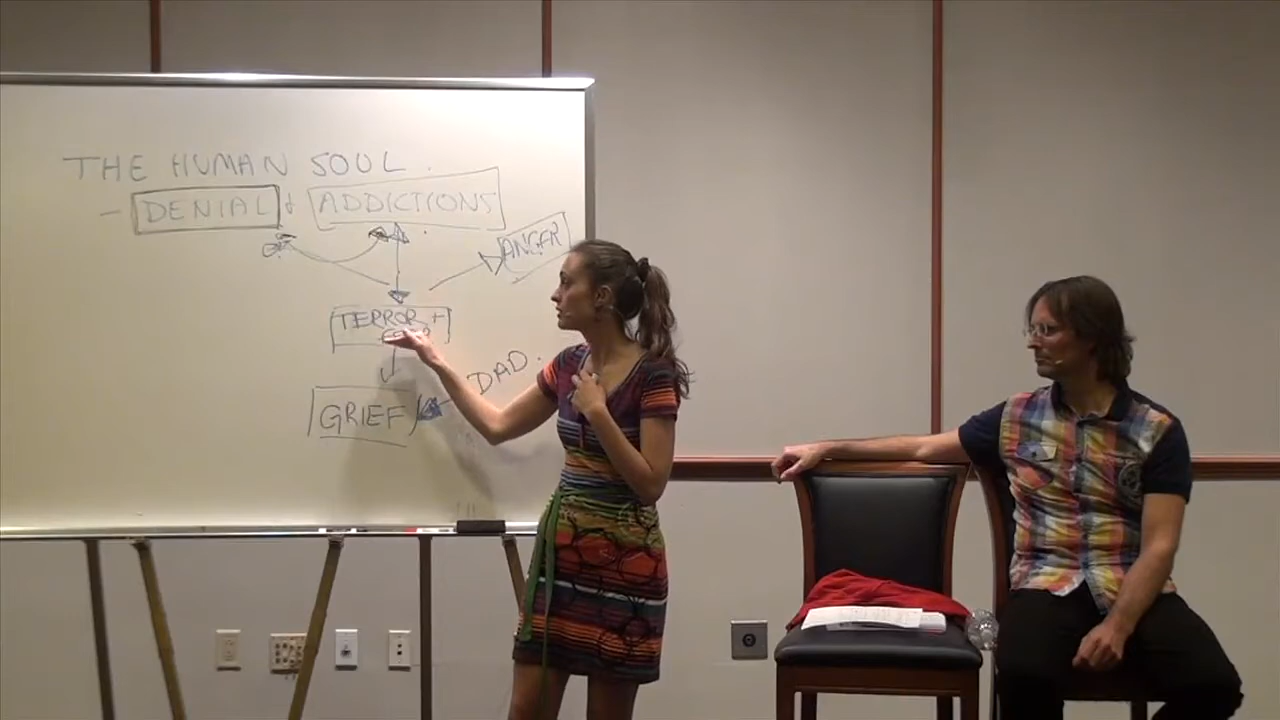 THE HUMAN SOUL.
- DENIAL & ADDICTIONS
ANGER
TERROR +
DAD.
GRIEF